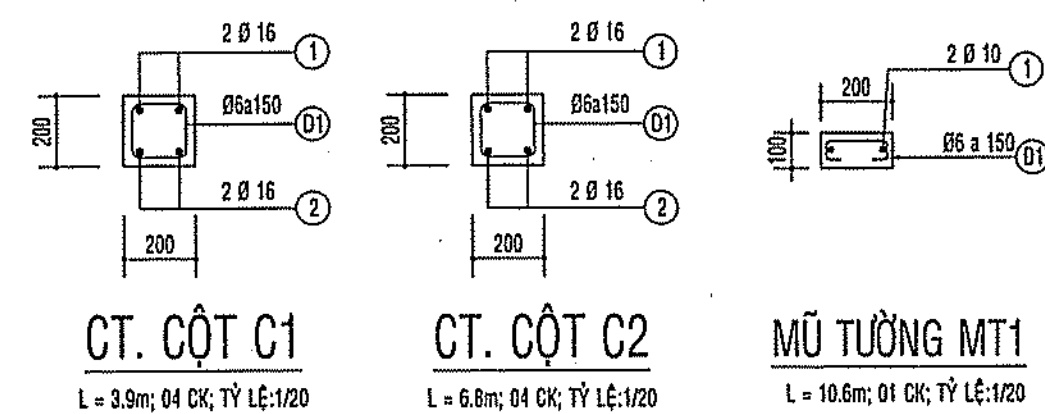 2 Ø 16
1
200
Ø6a150
D1
2 Ø 16
2
200
CT. CỘT C1
L = 3.9m; 04 CK; TỶ LỆ:1/20
2 Ø 16
1
200
Ø6a150
D1
2 Ø 16
2
200
CT. CỘT C2
L = 6.8m; 04 CK; TỶ LỆ:1/20
2 Ø 10
1
200
100
Ø6 a 150
D1
MŨ TƯỜNG MT1
L = 10.6m; 01 CK; TỶ LỆ:1/20